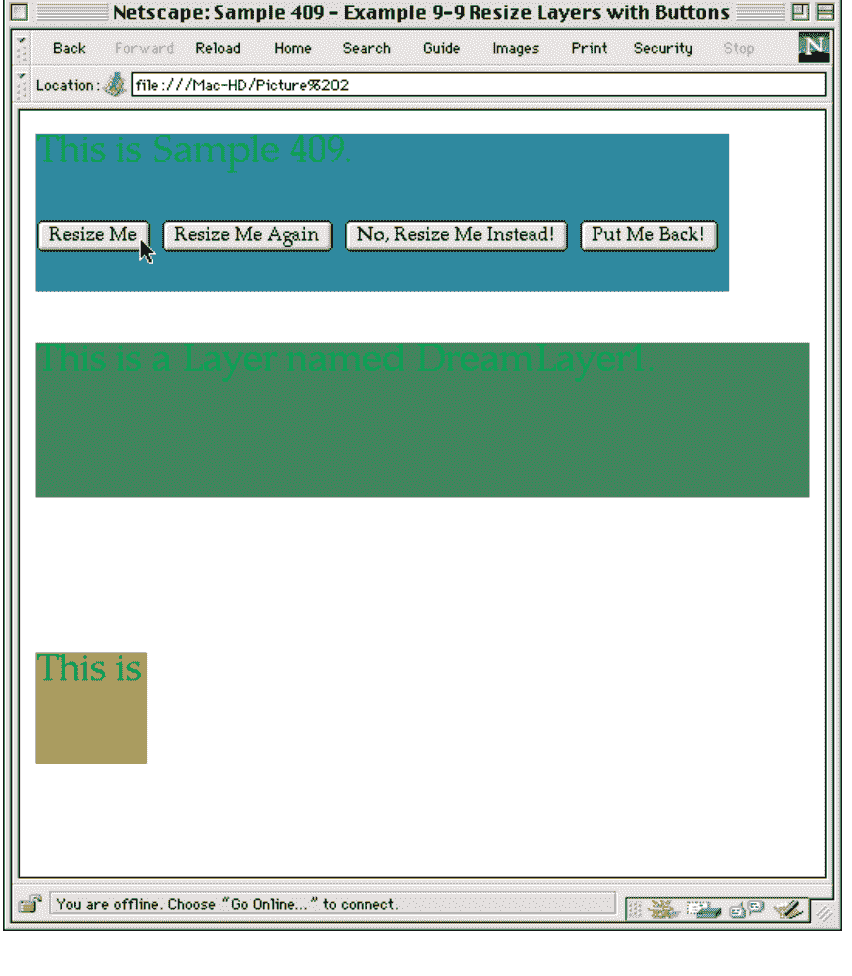 Netscape: Sample 409 - Example 9-9 Resize Layers with Buttons
Back Forward Reload Home Search Guide Images Print Security Stop N
Location: file:///Mac-HD/Picture%202
This is Sample 409.
Resize Me Resize Me Again No, Resize Me Instead! Put Me Back!
This is a Layer named DreamLayer1.
This is
You are offline. Choose "Go Online..." to connect.